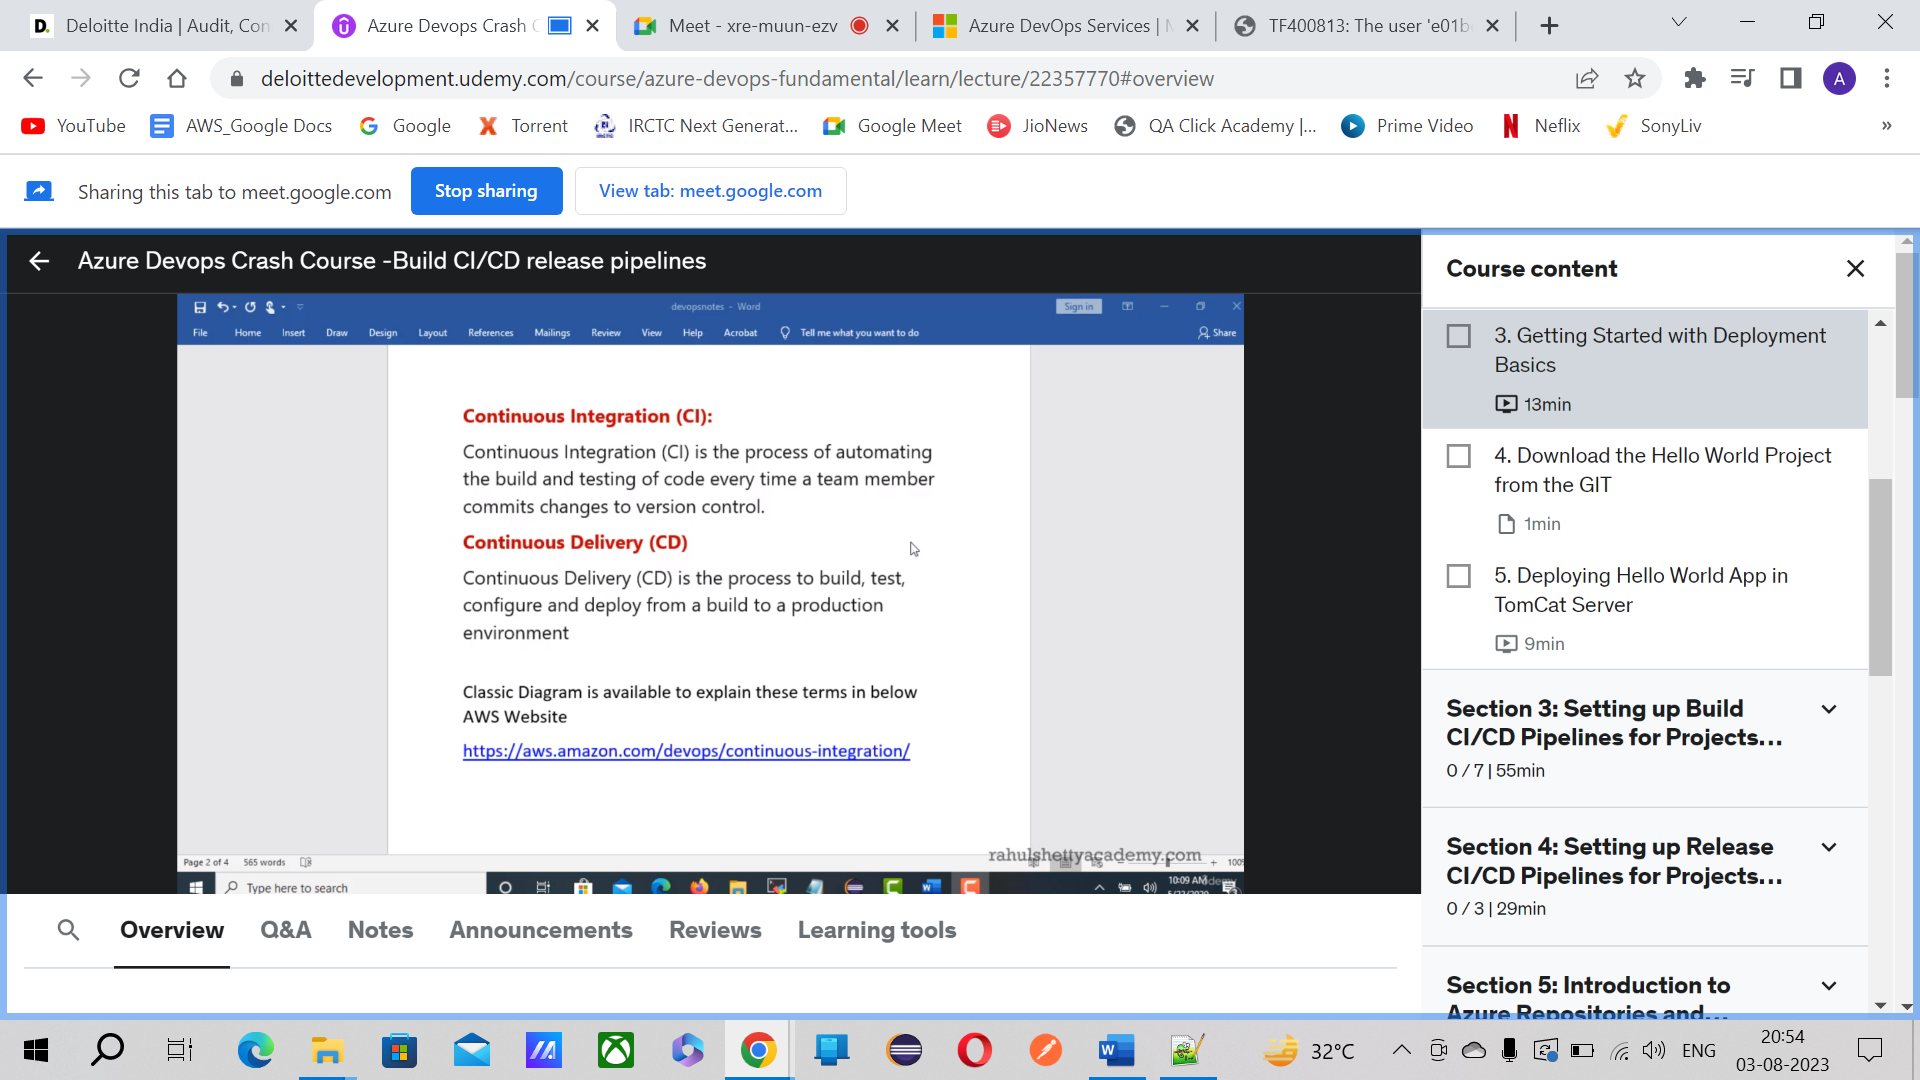 Deloitte India | Audit, Con
Azure Devops Crash C
Meet - xre-muun-ezv
Azure DevOps Services | M
TF400813: The user 'e01b
deloittedevelopment.udemy.com/course/azure-devops-fundamental/learn/lecture/22357770#overview
A
YouTube
AWS_Google Docs
Google
Torrent
IRCTC Next Generat...
Google Meet
JioNews
QA Click Academy |...
Prime Video
Neflix
SonyLiv
»
Sharing this tab to meet.google.com
Stop sharing
View tab: meet.google.com
Azure Devops Crash Course -Build CI/CD release pipelines
devopsnotes - Word
Sign in
File Home Insert Draw Design Layout References Mailings Review View Help Acrobat Tell me what you want to do Share
Continuous Integration (CI):
Continuous Integration (CI) is the process of automating
the build and testing of code every time a team member
commits changes to version control.
Continuous Delivery (CD)
Continuous Delivery (CD) is the process to build, test,
configure and deploy from a build to a production
environment
Classic Diagram is available to explain these terms in below
AWS Website
https://aws.amazon.com/devops/continuous-integration/
rahulshettyacademy.com
Page 2 of 4 565 words
100%
Type here to search
10:09 AM
Course content
3. Getting Started with Deployment
Basics
13min
4. Download the Hello World Project
from the GIT
1min
5. Deploying Hello World App in
TomCat Server
9min
Section 3: Setting up Build
CI/CD Pipelines for Projects...
0 / 7 | 55min
Section 4: Setting up Release
CI/CD Pipelines for Projects...
0 / 3 | 29min
Section 5: Introduction to
Azure Repositories and...
Overview
Q&A
Notes
Announcements
Reviews
Learning tools
32°C
ENG
20:54
03-08-2023